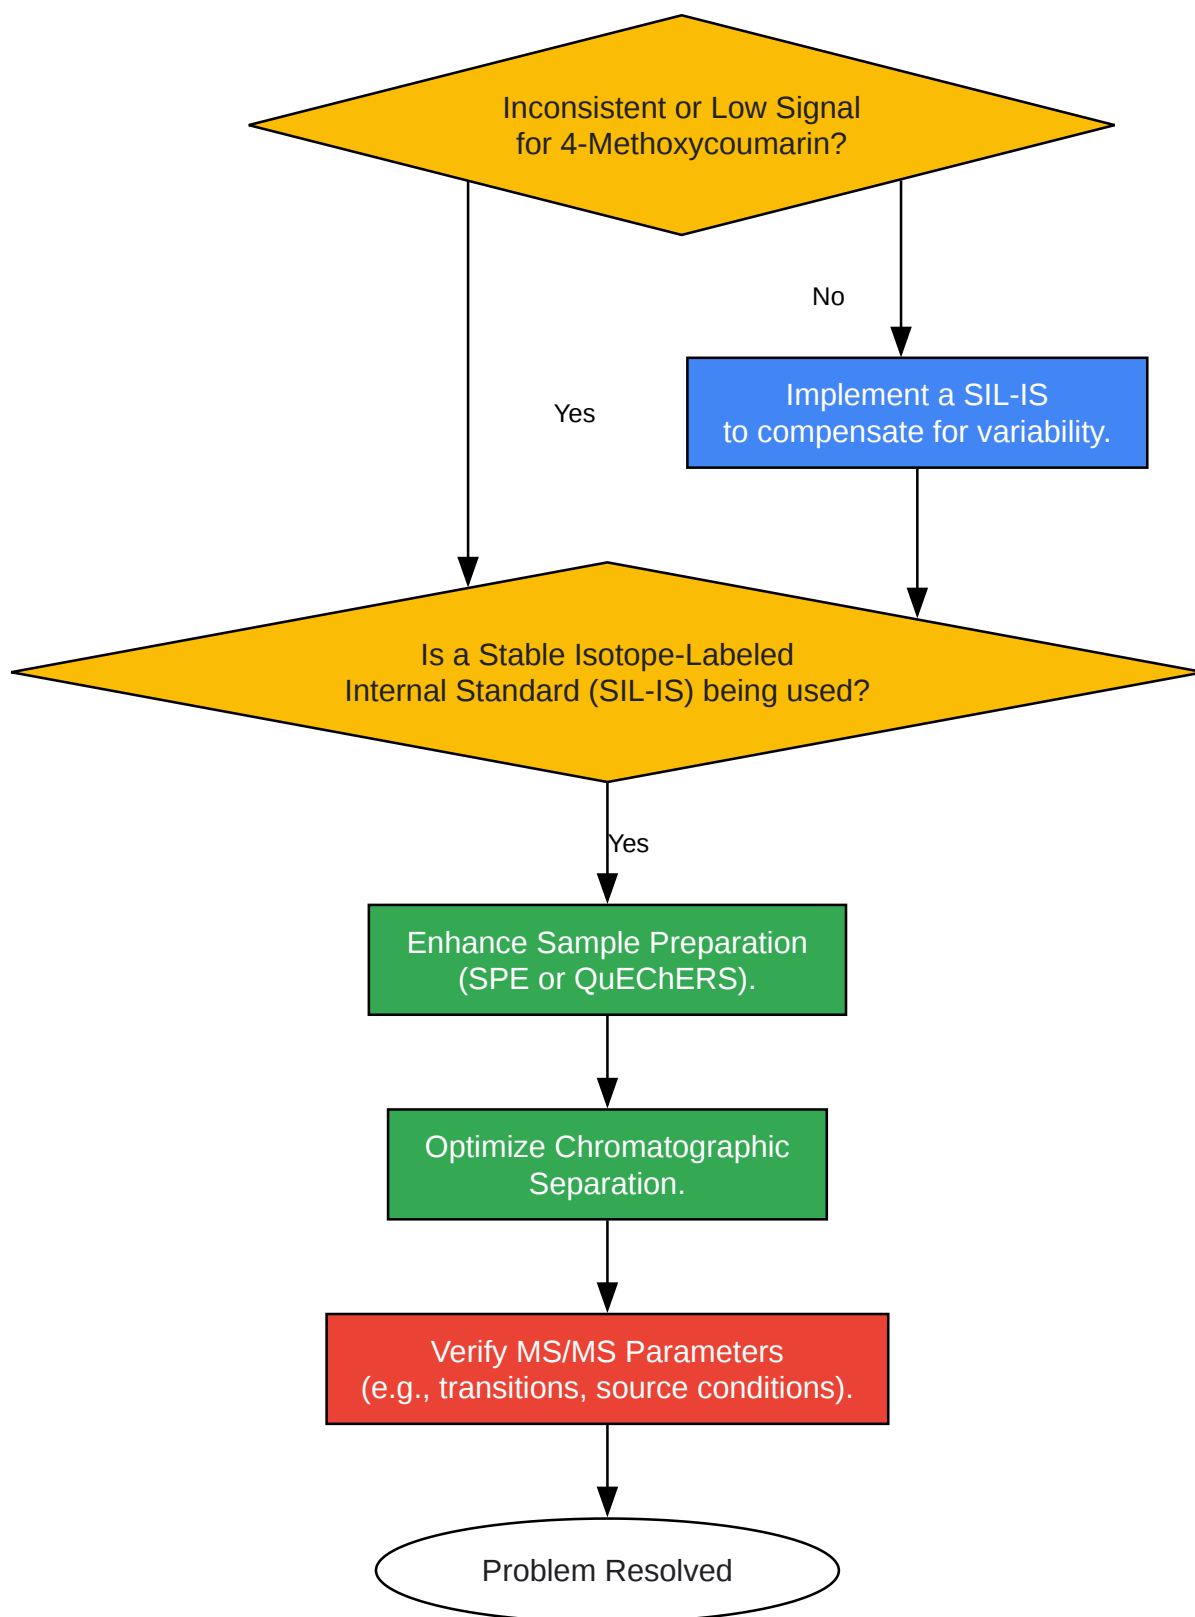 Inconsistent or Low Signal
for 4-Methoxycoumarin?
No
Implement a SIL-IS
to compensate for variability.
Yes
Is a Stable Isotope-Labeled
Internal Standard (SIL-IS) being used?
Yes
Enhance Sample Preparation
(SPE or QuEChERS).
Optimize Chromatographic
Separation.
Verify MS/MS Parameters
(e.g., transitions, source conditions).
Problem Resolved